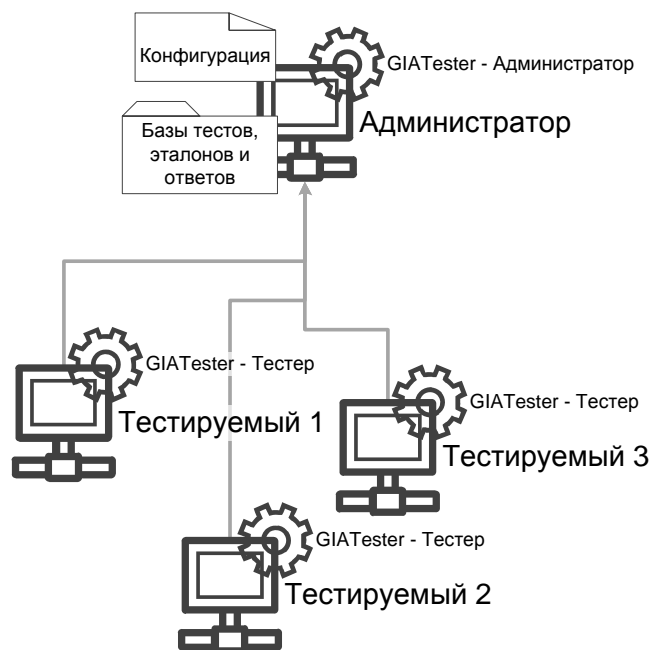 Конфигурация
GIATester - Администратор
Администратор
Базы тестов,
эталонов и
ответов
GIATester - Тестер
Тестируемый 1
GIATester - Тестер
Тестируемый 3
GIATester - Тестер
Тестируемый 2